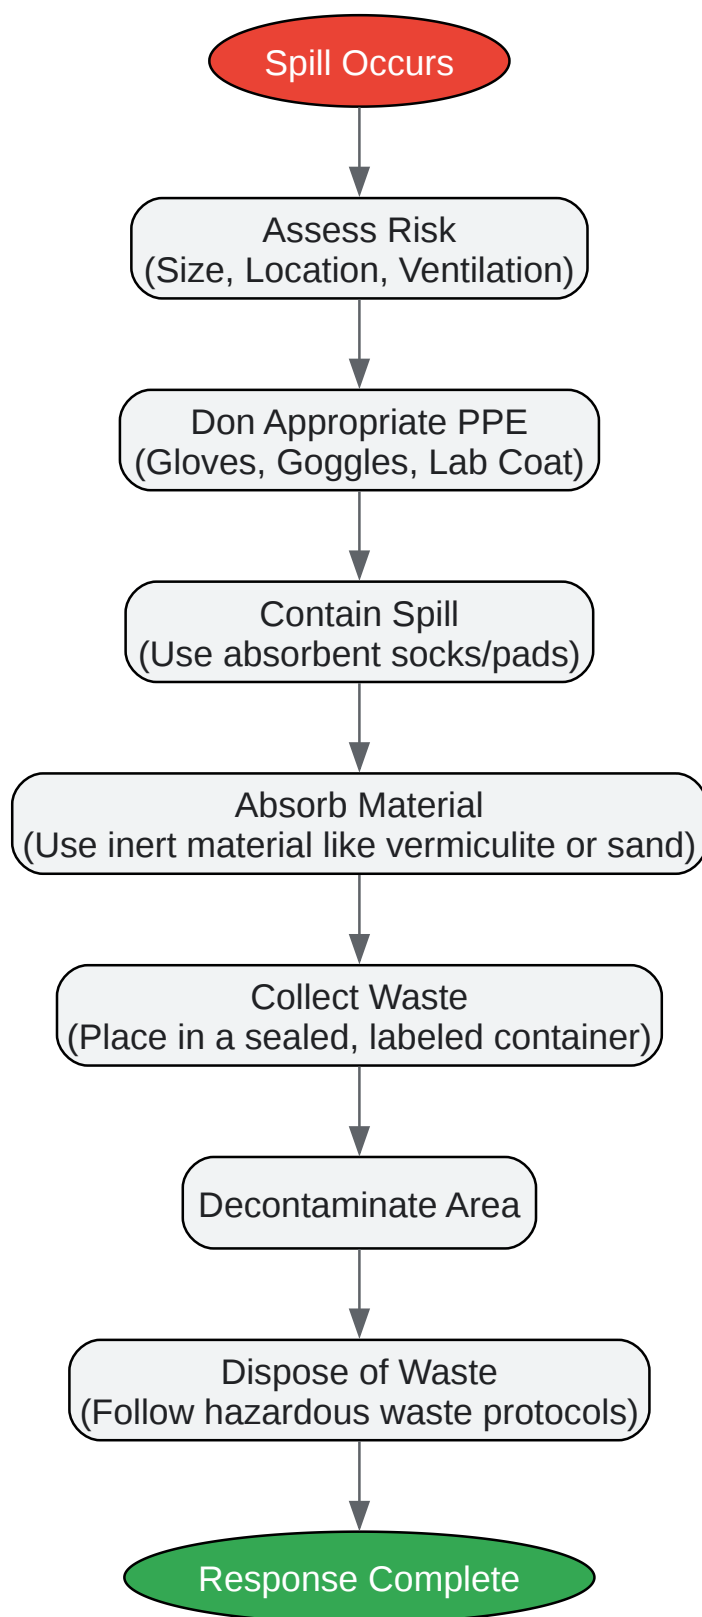 Spill Occurs
Assess Risk
(Size, Location, Ventilation)
Don Appropriate PPE
(Gloves, Goggles, Lab Coat)
Contain Spill
(Use absorbent socks/pads)
Absorb Material
(Use inert material like vermiculite or sand)
Collect Waste
(Place in a sealed, labeled container)
Decontaminate Area
Dispose of Waste
(Follow hazardous waste protocols)
Response Complete